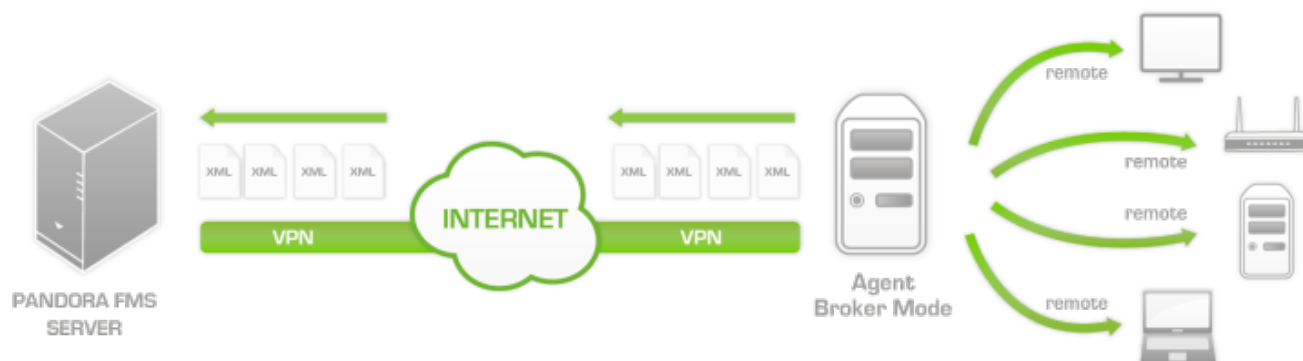 PANDORA FMS
SERVER
XML XML XML XML
VPN
INTERNET
XML XML XML XML
VPN
Agent
Broker Mode
remote
remote
remote
remote